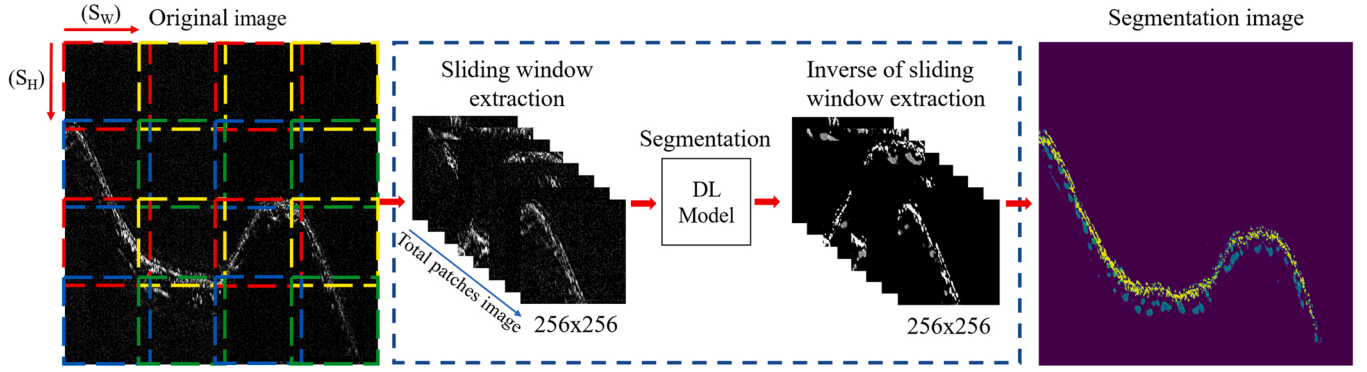 (S_W)
Original image
(S_H)
Sliding window
extraction
Total patches image
256x256
Segmentation
DL
Model
Inverse of sliding
window extraction
256x256
Segmentation image